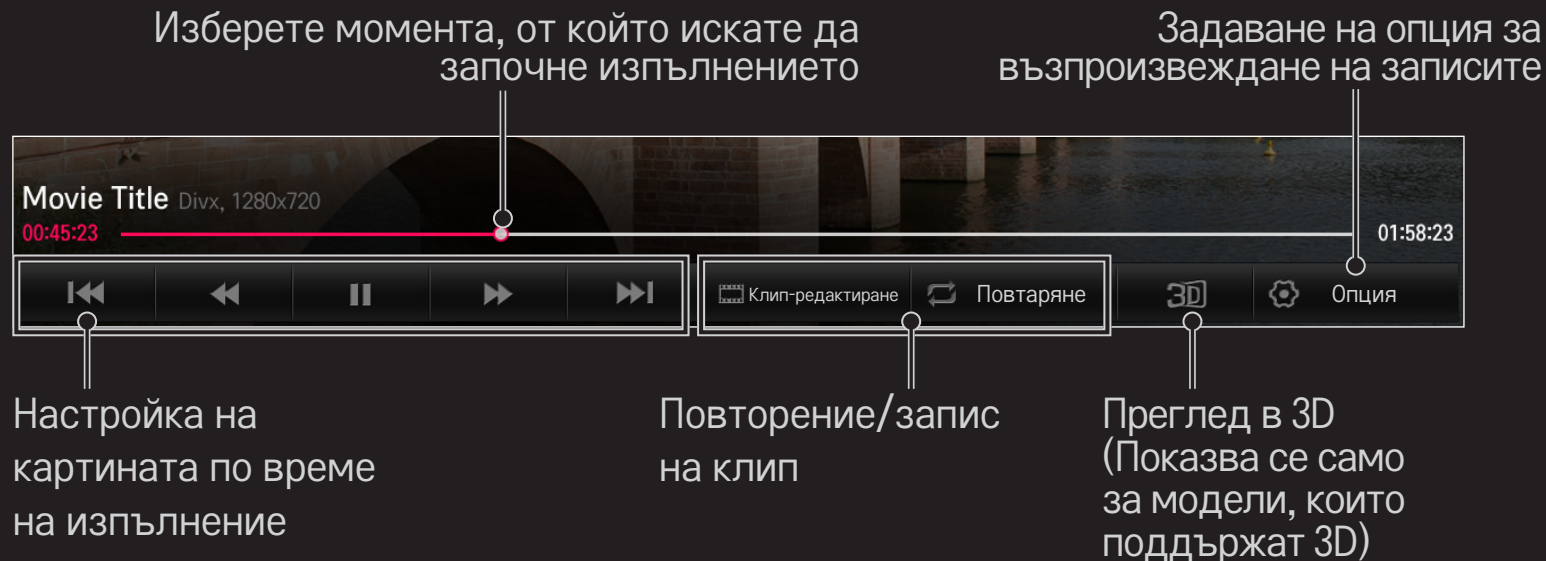 Изберете момента, от който искате да
започне изпълнението
Задаване на опция за
възпроизвеждане на записите
Movie Title Divx, 1280x720
00:45:23
01:58:23
Клип-редактиране
Повтаряне
3D
Опция
Настройка на
картината по време
на изпълнение
Повторение/запис
на клип
Преглед в 3D
(Показва се само
за модели, които
поддържат 3D)